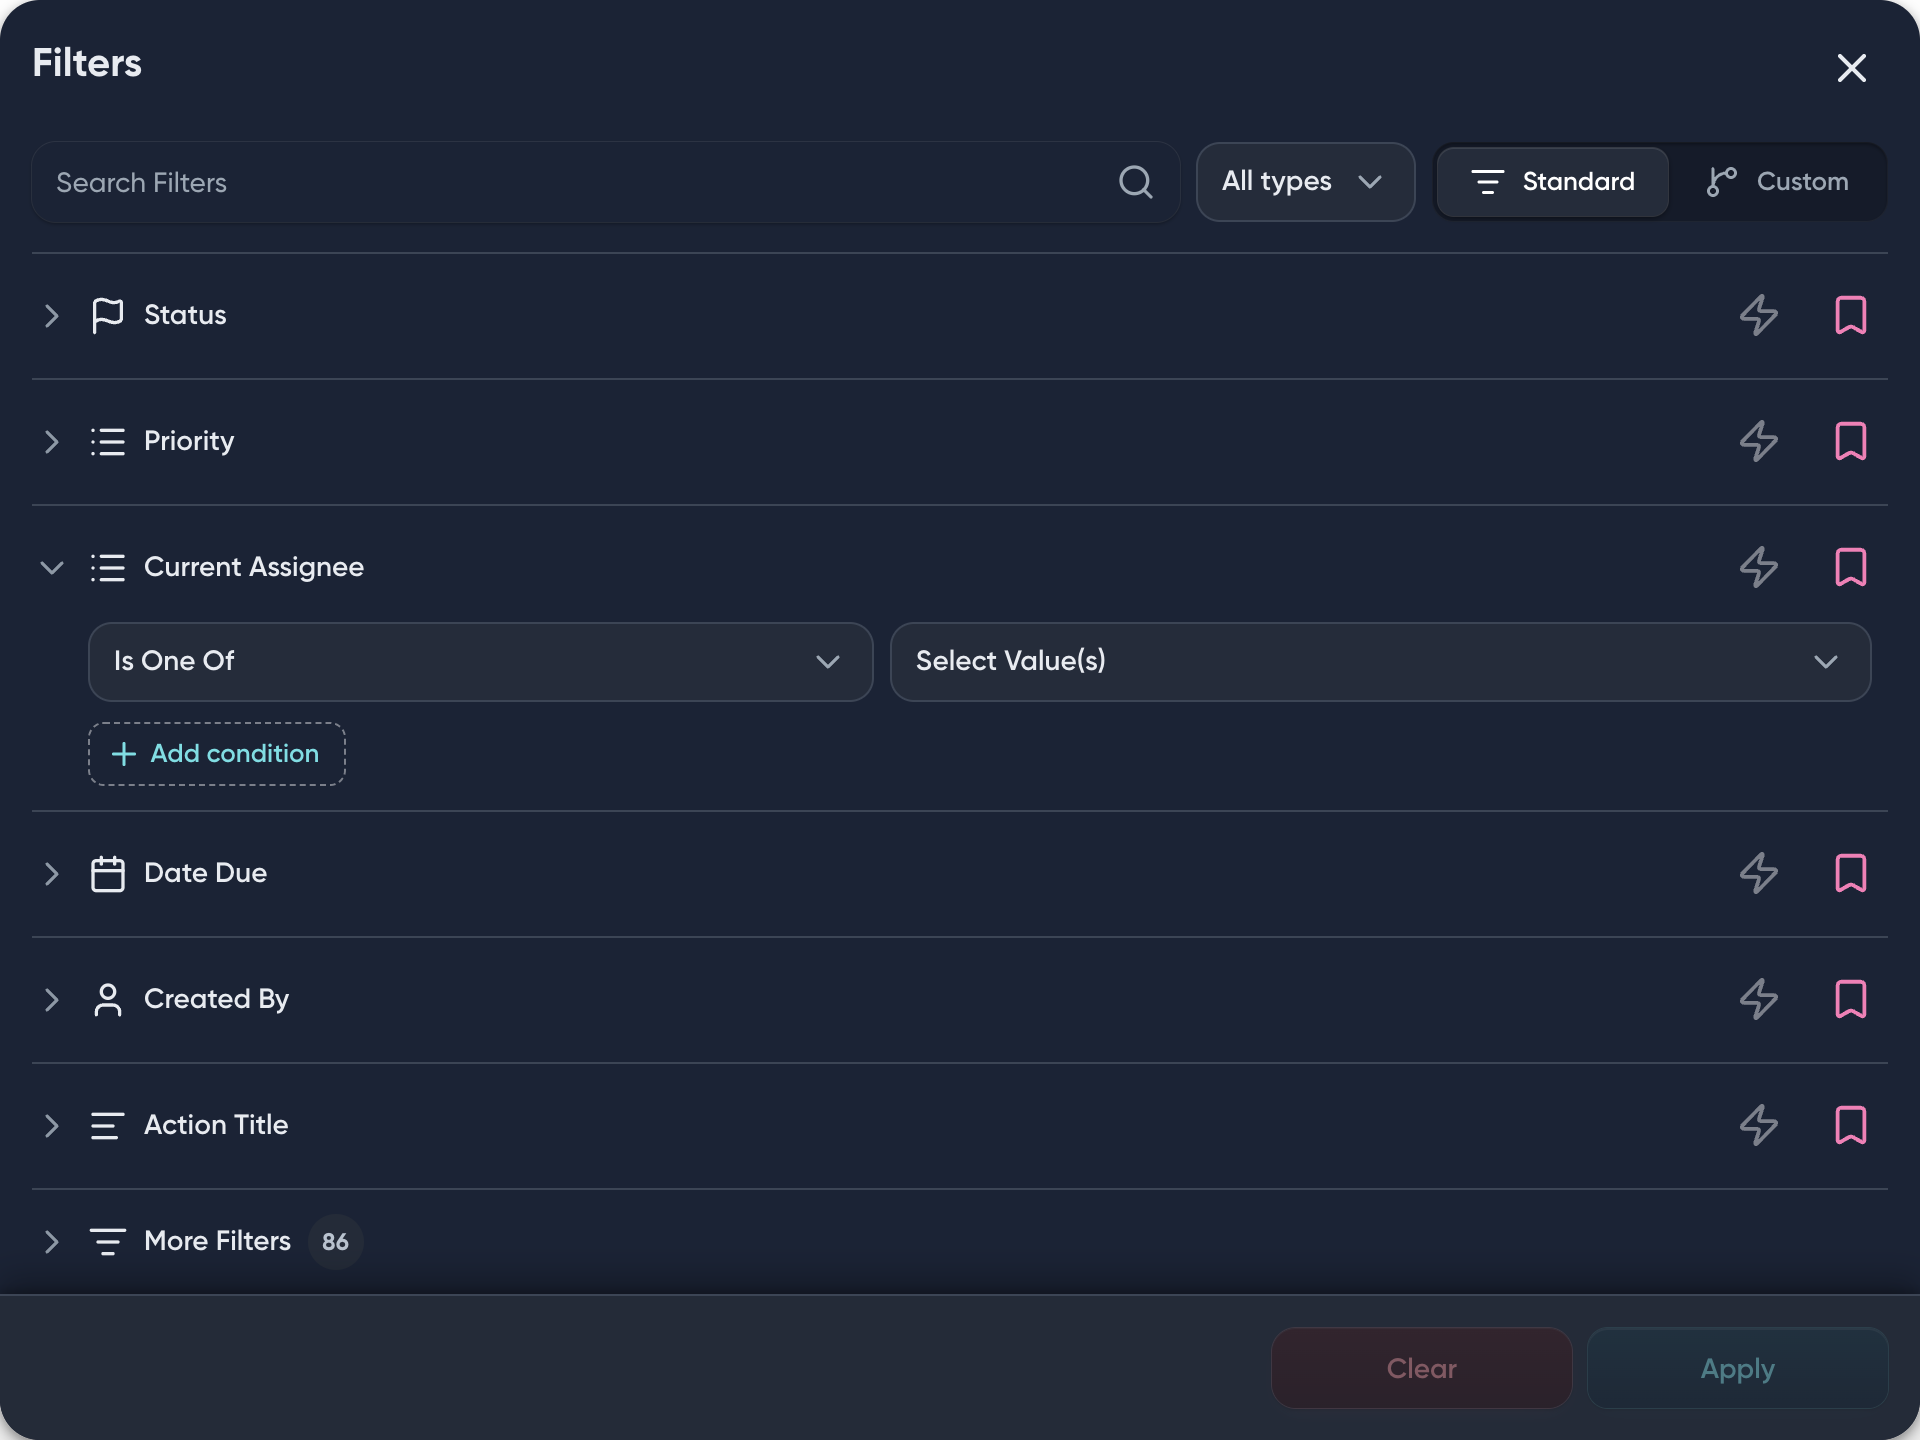 Filters
Search Filters
All types
Standard
Custom
Status
Priority
Current Assignee
Is One Of
Select Value(s)
Add condition
Date Due
Created By
Action Title
More Filters 86
Clear
Apply